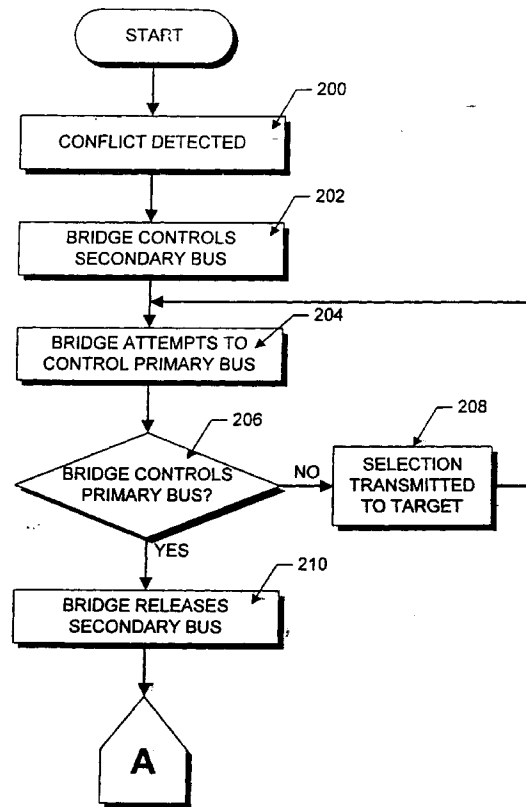 START
200
CONFLICT DETECTED
202
BRIDGE CONTROLS
SECONDARY BUS
204
BRIDGE ATTEMPTS TO
CONTROL PRIMARY BUS
206
BRIDGE CONTROLS
PRIMARY BUS?
NO
208
SELECTION
TRANSMITTED
TO TARGET
YES
210
BRIDGE RELEASES
SECONDARY BUS
A